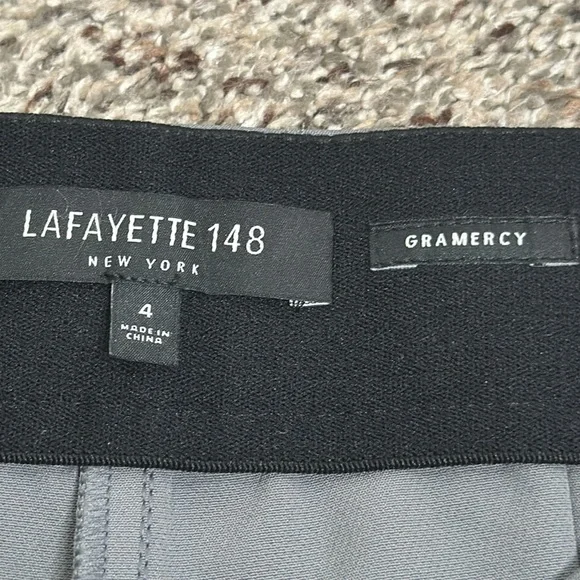 LAFAYETTE 148
NEW YORK
4
MADE IN
CHINA
GRAMERCY